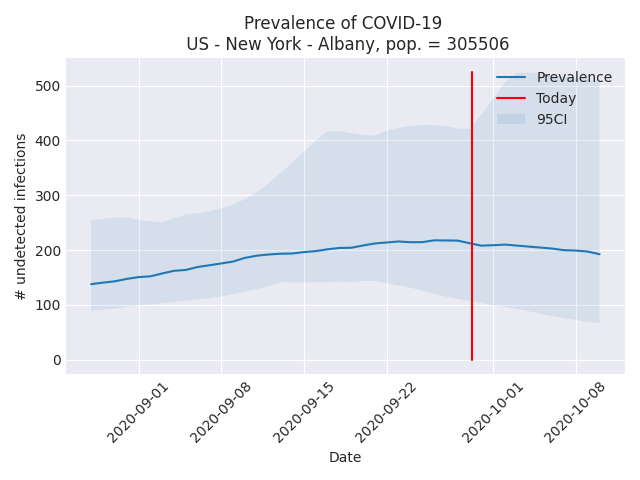 Prevalence of COVID-19
US - New York - Albany, pop. = 305506
Prevalence
Today
95CI
500
400
300
200
100
0
# undetected infections
2020-09-01
2020-09-08
2020-09-15
2020-09-22
2020-10-01
2020-10-08
Date